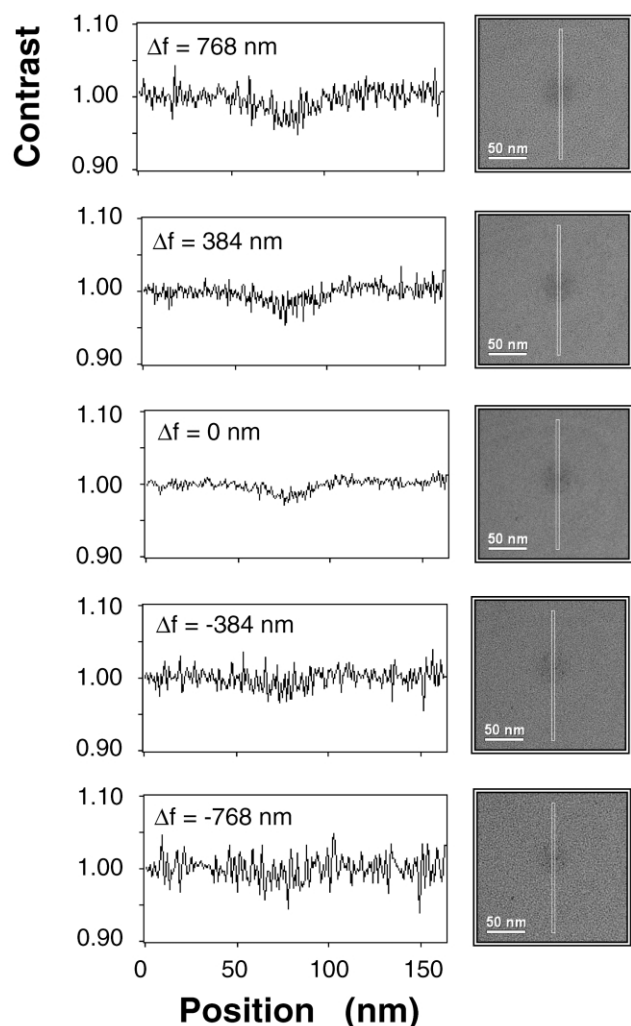 Contrast
1.10
1.00
0.90
Δf = 768 nm
50 nm
1.10
1.00
0.90
Δf = 384 nm
50 nm
1.10
1.00
0.90
Δf = 0 nm
50 nm
1.10
1.00
0.90
Δf = -384 nm
50 nm
1.10
1.00
0.90
Δf = -768 nm
50 nm
0 50 100 150
Position (nm)